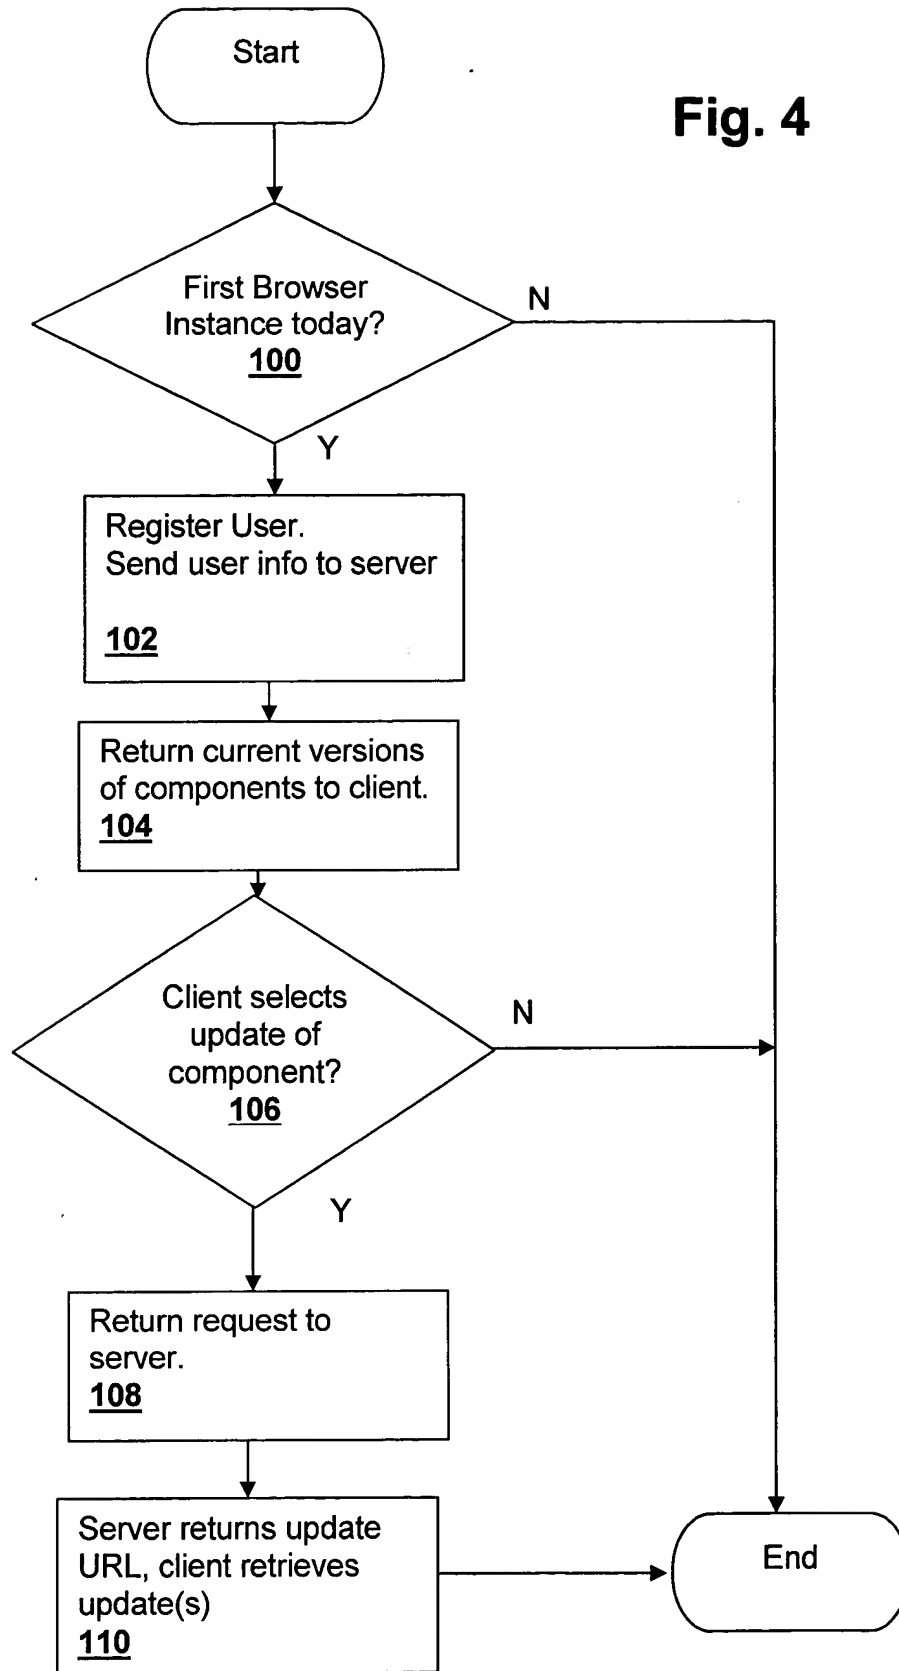 Start
Fig. 4
First Browser
Instance today?
100
N
Y
Register User.
Send user info to server
102
Return current versions
of components to client.
104
Client selects
update of
component?
106
N
Y
Return request to
server.
108
Server returns update
URL, client retrieves
update(s)
110
End